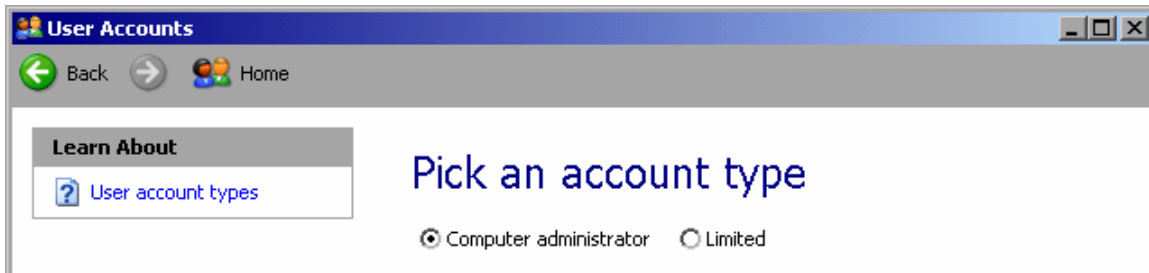 User Accounts
Back Home
Learn About
Pick an account type
User account types
Computer administrator Limited